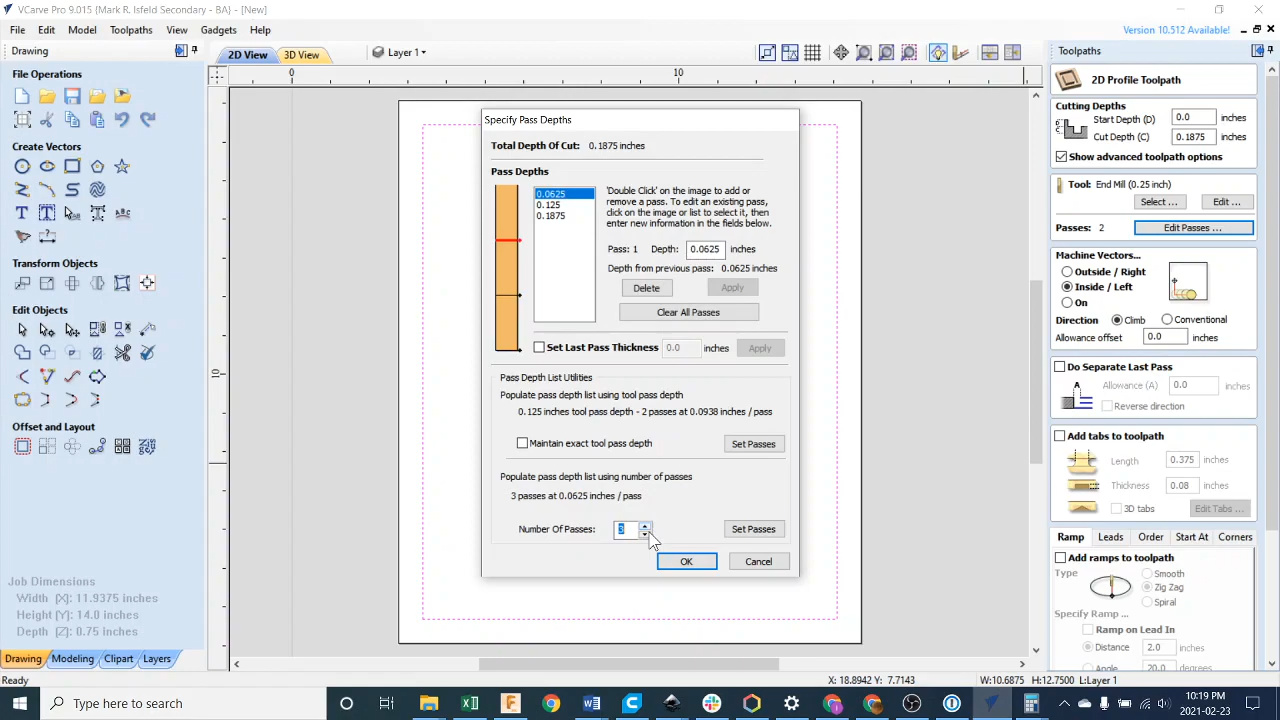 VCarve Pro 9.015 {Mark R. Isfeld Secondary - BA} - [New]
File Edit Model Toolpaths View Gadgets Help
Version 10.512 Available!
Drawing
2D View 3D View Layer 1
Toolpaths
File Operations
Create Vectors
Transform Objects
Edit Objects
Offset and Layout
Job Dimensions
Width [X]: 11.9375 inches
Height [Y]: 14.0 inches
Depth [Z]: 0.75 inches
Drawing Modeling Clipart Layers
0 10
10
Specify Pass Depths
Total Depth Of Cut: 0.1875 inches
Pass Depths
0.0625
0.125
0.1875
'Double Click' on the image to add or
remove a pass. To edit an existing pass,
click on the image or list to select it, then
enter new information in the fields below.
Pass: 1 Depth: 0.0625 inches
Depth from previous pass: 0.0625 inches
Delete Apply
Clear All Passes
Set Last Pass Thickness 0.0 inches Apply
Pass Depth List Utilities
Populate pass depth list using tool pass depth
0.125 inches tool pass depth - 2 passes at 0.0938 inches / pass
Maintain exact tool pass depth Set Passes
Populate pass depth list using number of passes
3 passes at 0.0625 inches / pass
Number Of Passes: 3 Set Passes
OK Cancel
2D Profile Toolpath
Cutting Depths
Start Depth (D) 0.0 inches
Cut Depth (C) 0.1875 inches
Show advanced toolpath options
Tool: End Mill (0.25 inch)
Select ... Edit ...
Passes: 2 Edit Passes ...
Machine Vectors...
Outside / Right
Inside / Left
On
Direction Climb Conventional
Allowance offset 0.0 inches
Do Separate Last Pass
A Allowance (A) 0.0 inches
Reverse direction
Add tabs to toolpath
Length 0.375 inches
Thickness 0.08 inches
3D tabs Edit Tabs ...
Ramp Leads Order Start At Corners
Add ramps to toolpath
Type Smooth
Zig Zag
Spiral
Specify Ramp ...
Ramp on Lead In
Distance 2.0 inches
Angle 20.0 degrees
Ready X: 18.8942 Y: 7.7143 W:10.6875 H:12.7500 L:Layer 1
Type here to search
10:19 PM
2021-02-23